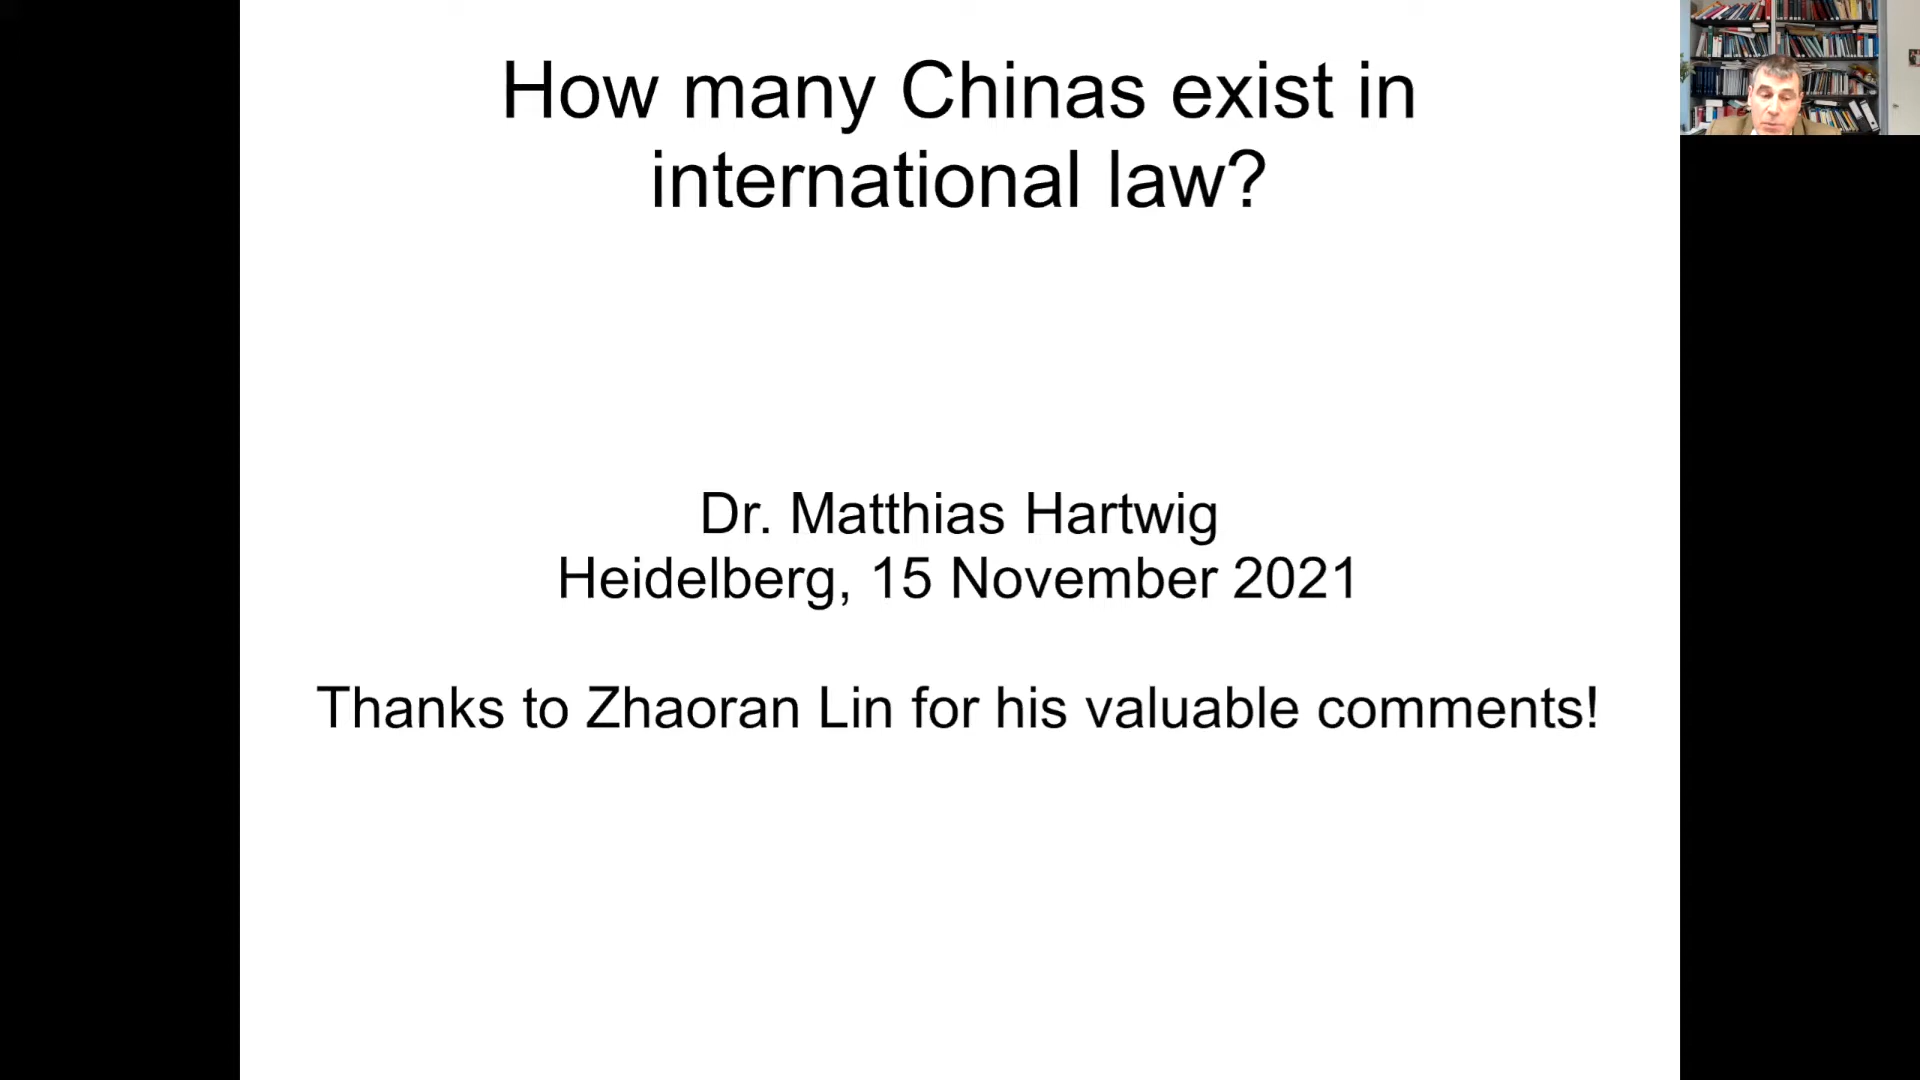 How many Chinas exist in
international law?
Dr. Matthias Hartwig
Heidelberg, 15 November 2021
Thanks to Zhaoran Lin for his valuable comments!